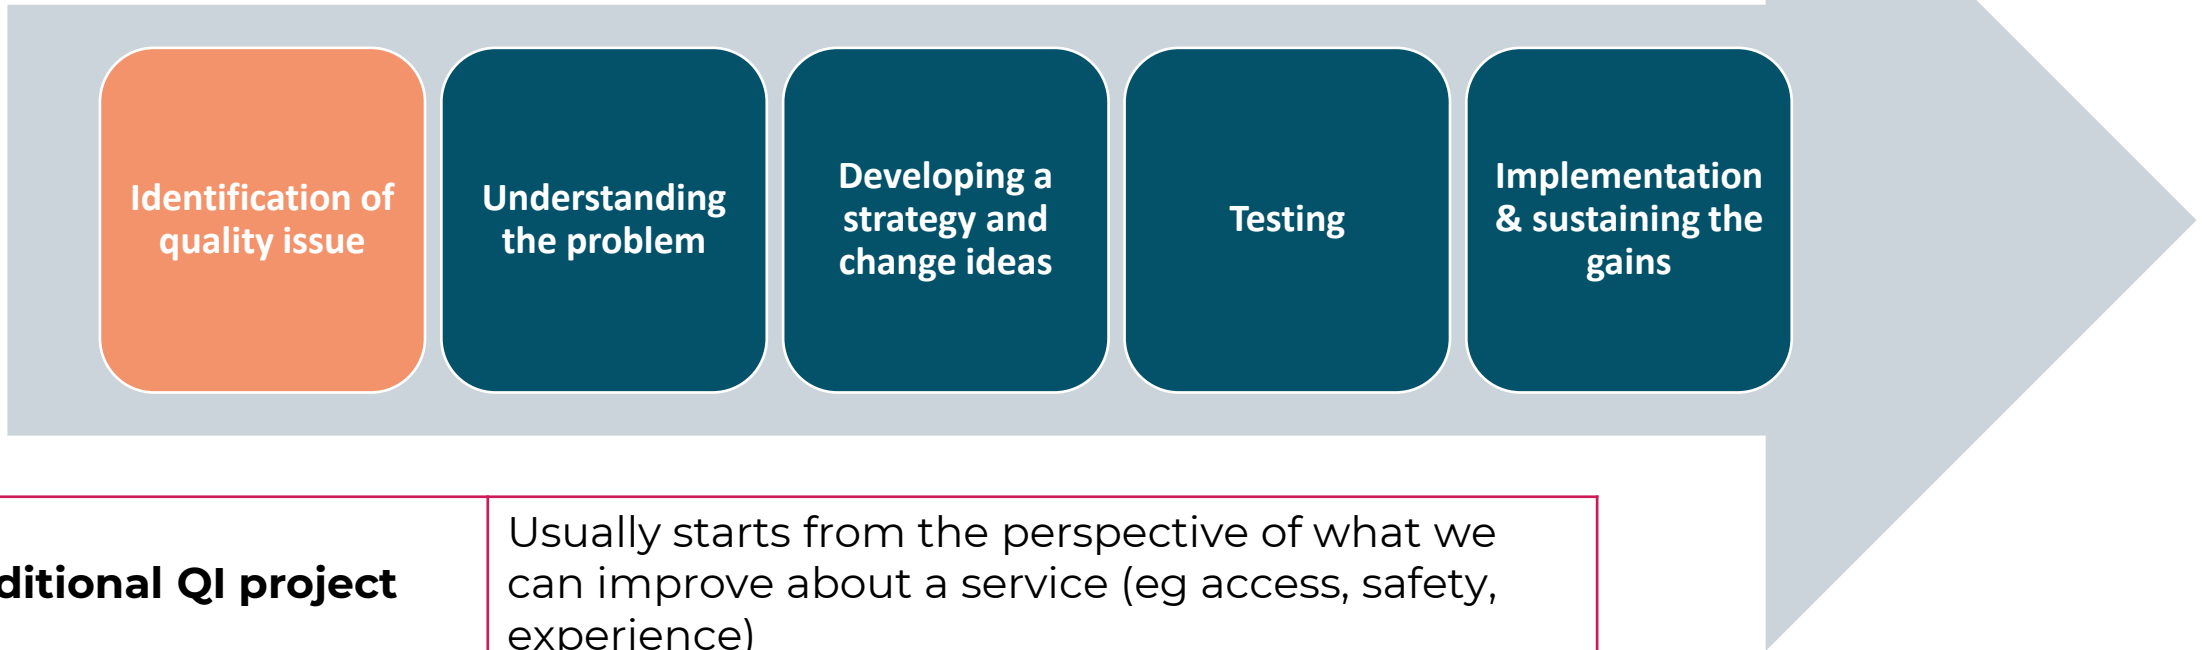 Identification of
quality issue
Understanding
the problem
Developing a
strategy and
change ideas
Testing
Implementation
& sustaining the
gains
ditional QI project
Usually starts from the perspective of what we
can improve about a service (eg access, safety,
experience)